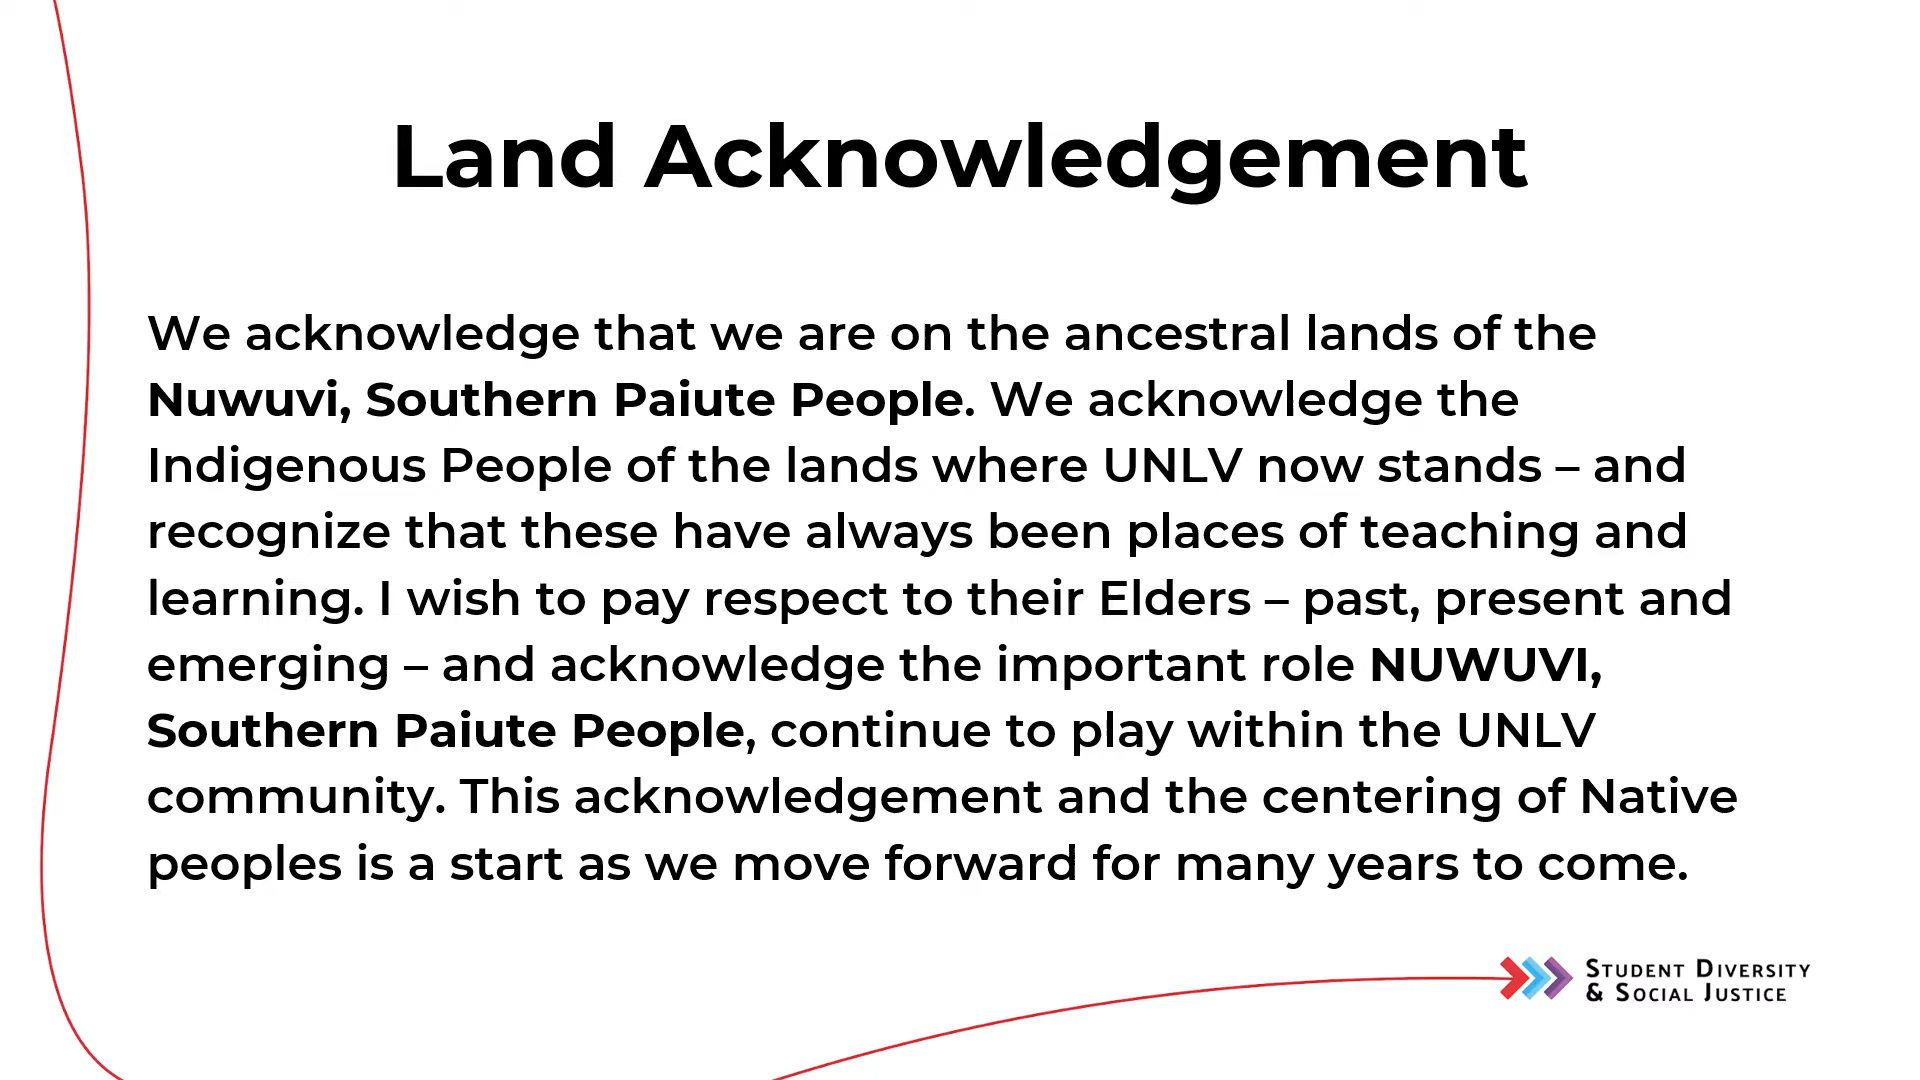 Land Acknowledgement
We acknowledge that we are on the ancestral lands of the
Nuwuvi, Southern Paiute People. We acknowledge the
Indigenous People of the lands where UNLV now stands – and
recognize that these have always been places of teaching and
learning. I wish to pay respect to their Elders – past, present and
emerging – and acknowledge the important role NUWUVI,
Southern Paiute People, continue to play within the UNLV
community. This acknowledgement and the centering of Native
peoples is a start as we move forward for many years to come.
Student Diversity
& Social Justice